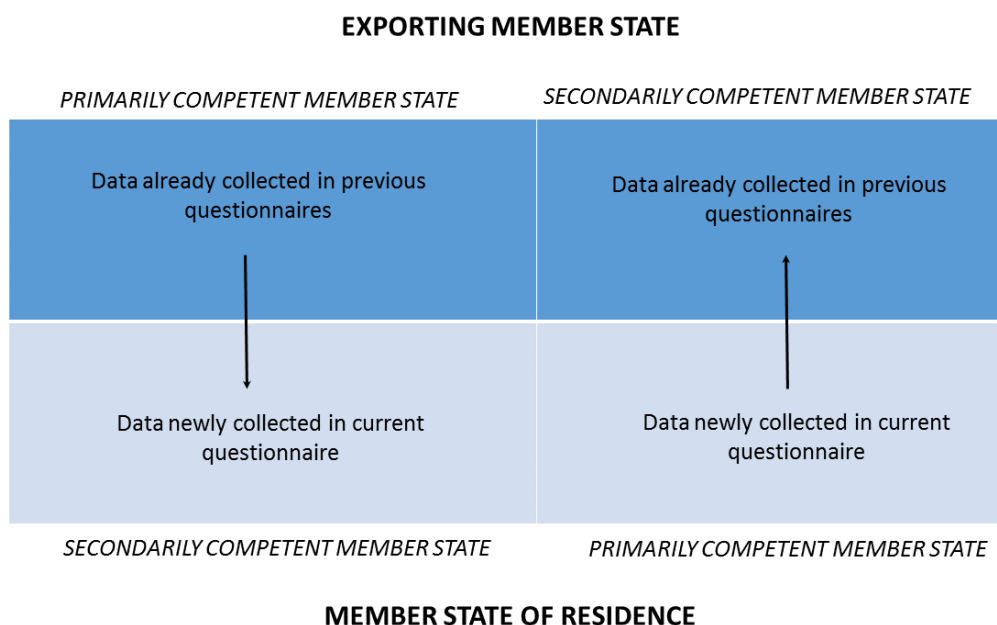 EXPORTING MEMBER STATE
PRIMARILY COMPETENT MEMBER STATE
SECONDARILY COMPETENT MEMBER STATE
Data already collected in previous
questionnaires
Data already collected in previous
questionnaires
Data newly collected in current
questionnaire
Data newly collected in current
questionnaire
SECONDARILY COMPETENT MEMBER STATE
PRIMARILY COMPETENT MEMBER STATE
MEMBER STATE OF RESIDENCE